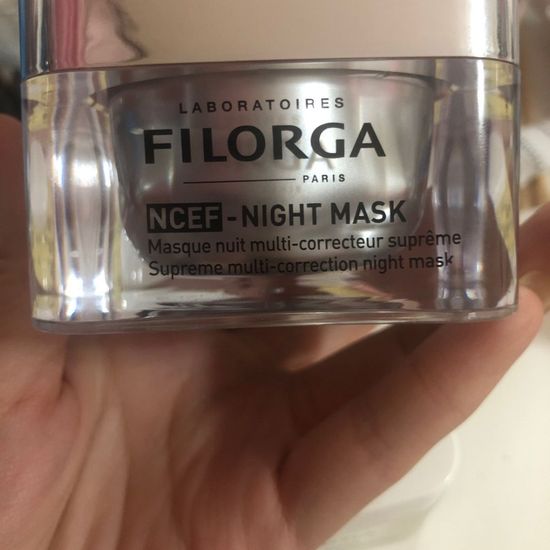 LABORATOIRES
FILORGA
PARIS
NCEF-NIGHT MASK
Masque nuit multi-correcteur suprême
Supreme multi-correction night mask